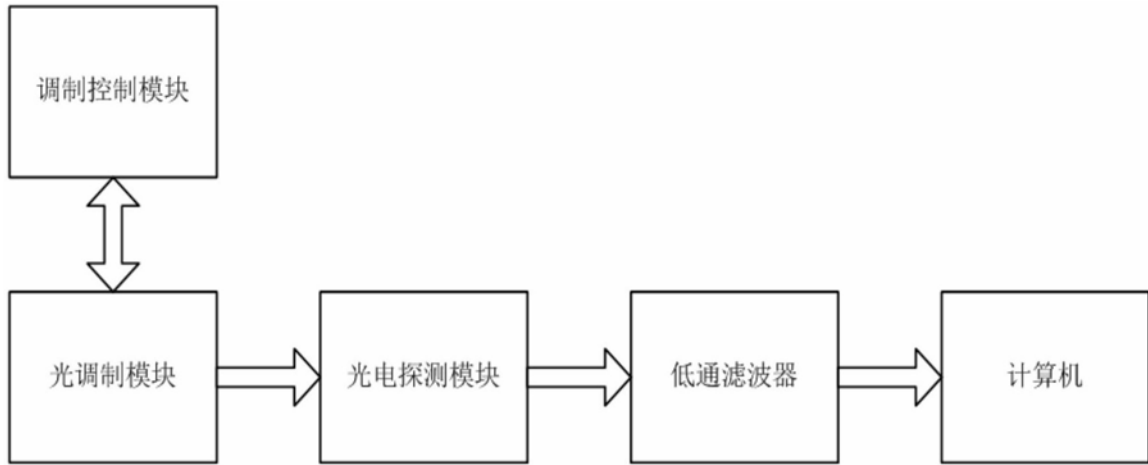 调制控制模块
光调制模块
光电探测模块
低通滤波器
计算机